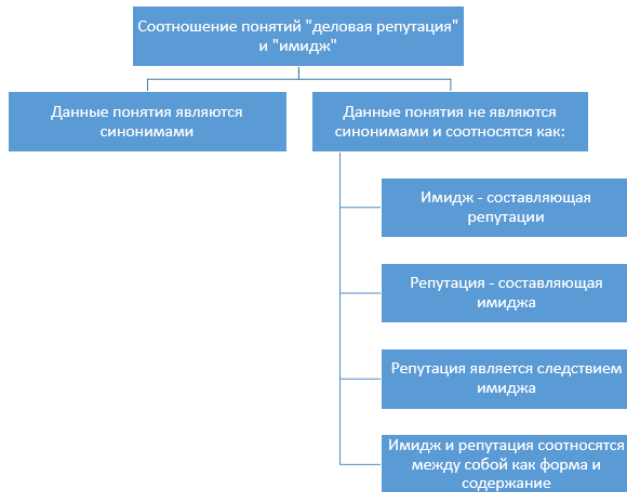 Соотношение понятий "деловая репутация"
и "имидж"
Данные понятия являются
синонимами
Данные понятия не являются
синонимами и соотносятся как:
Имидж - составляющая
репутации
Репутация - составляющая
имиджа
Репутация является следствием
имиджа
Имидж и репутация соотносятся
между собой как форма и
содержание